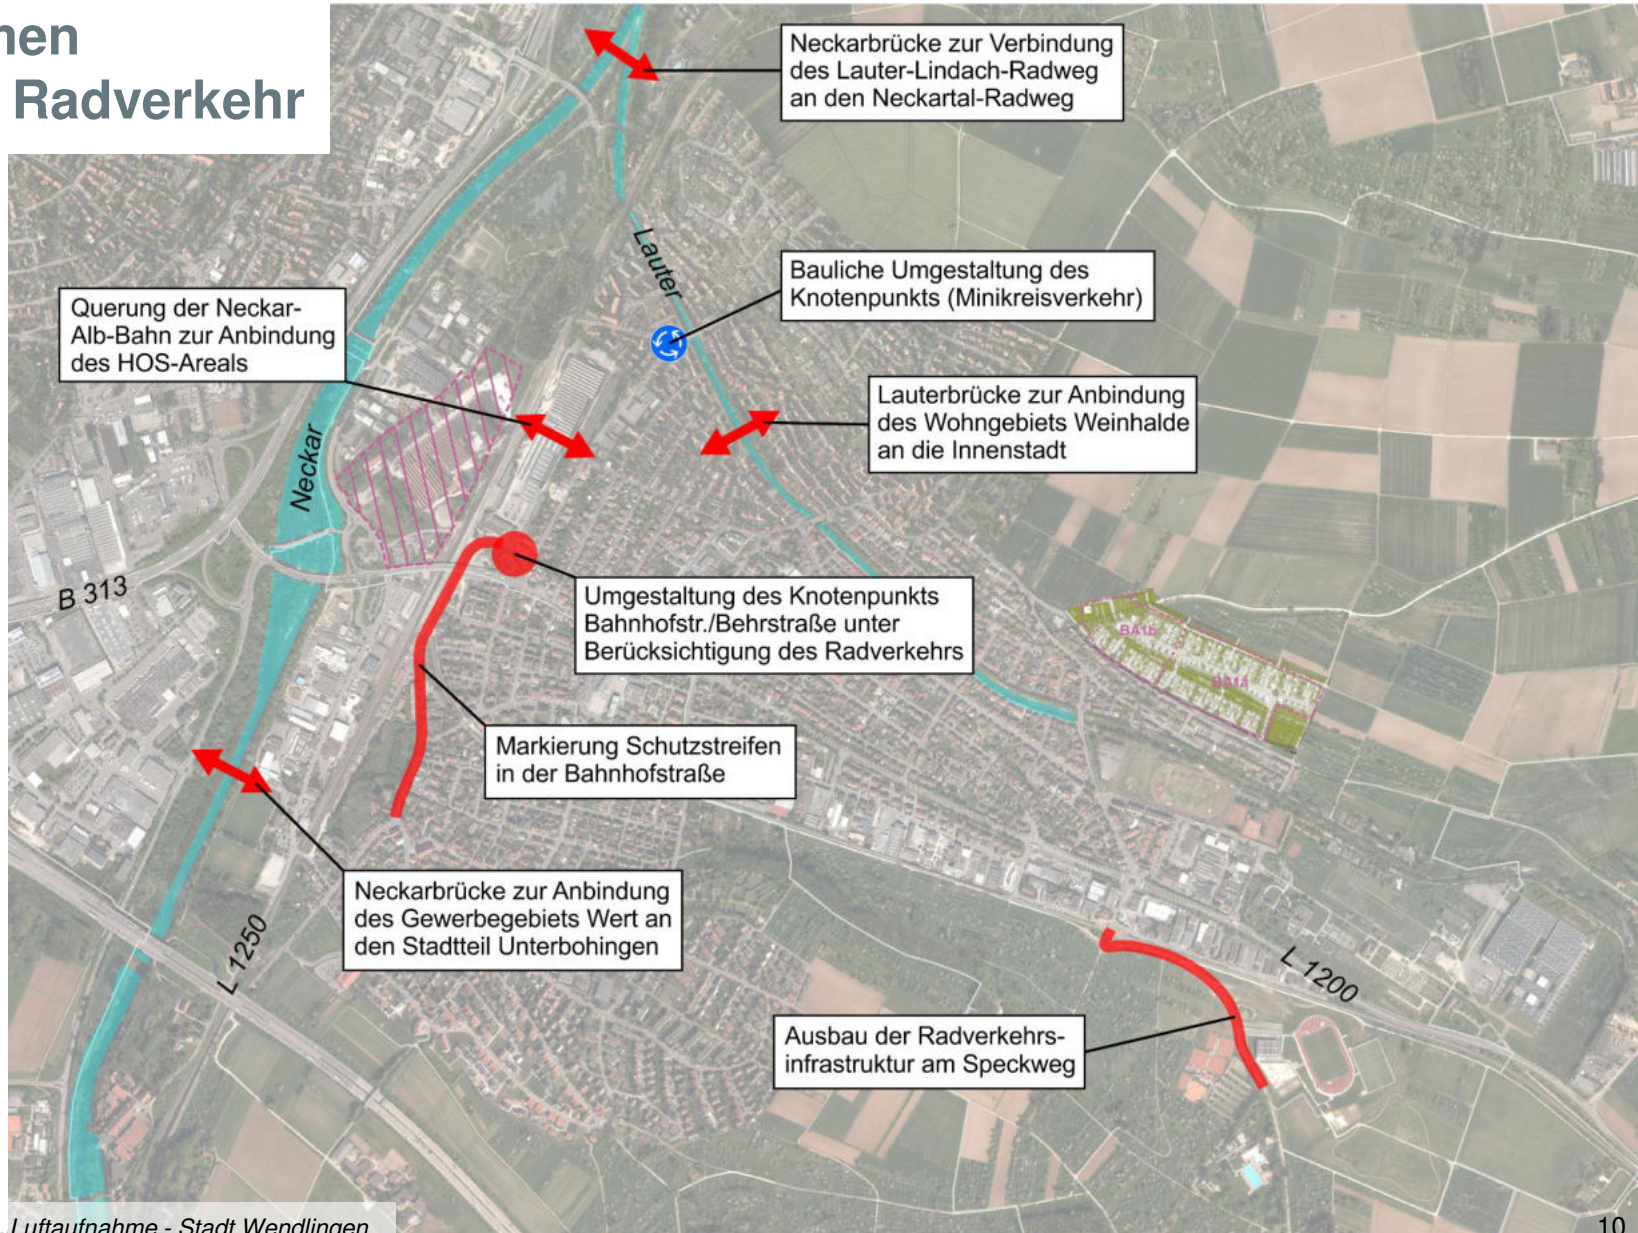 nen
Radverkehr
Neckarbrücke zur Verbindung
des Lauter-Lindach-Radweg
an den Neckartal-Radweg
Lauter
Bauliche Umgestaltung des
Knotenpunkts (Minikreisverkehr)
Querung der Neckar-
Alb-Bahn zur Anbindung
des HOS-Areals
Lauterbrücke zur Anbindung
des Wohngebiets Weinhalde
an die Innenstadt
Neckar
B 313
Umgestaltung des Knotenpunkts
Bahnhofstr./Behrstraße unter
Berücksichtigung des Radverkehrs
BA1b
BA1a
Markierung Schutzstreifen
in der Bahnhofstraße
Neckarbrücke zur Anbindung
des Gewerbegebiets Wert an
den Stadtteil Unterbohingen
L 1250
L 1200
Ausbau der Radverkehrs-
infrastruktur am Speckweg
Luftaufnahme - Stadt Wendlingen
10